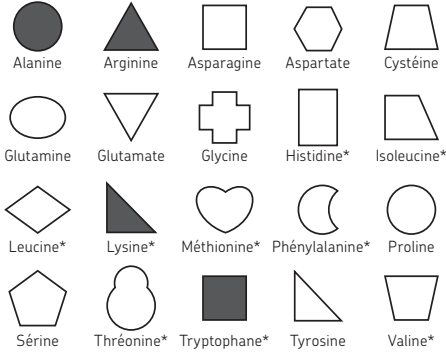 Alanine Arginine Asparagine Aspartate Cystéine
Glutamine Glutamate Glycine Histidine* Isoleucine*
Leucine* Lysine* Méthionine* Phénylalanine* Proline
Sérine Thréonine* Tryptophane* Tyrosine Valine*